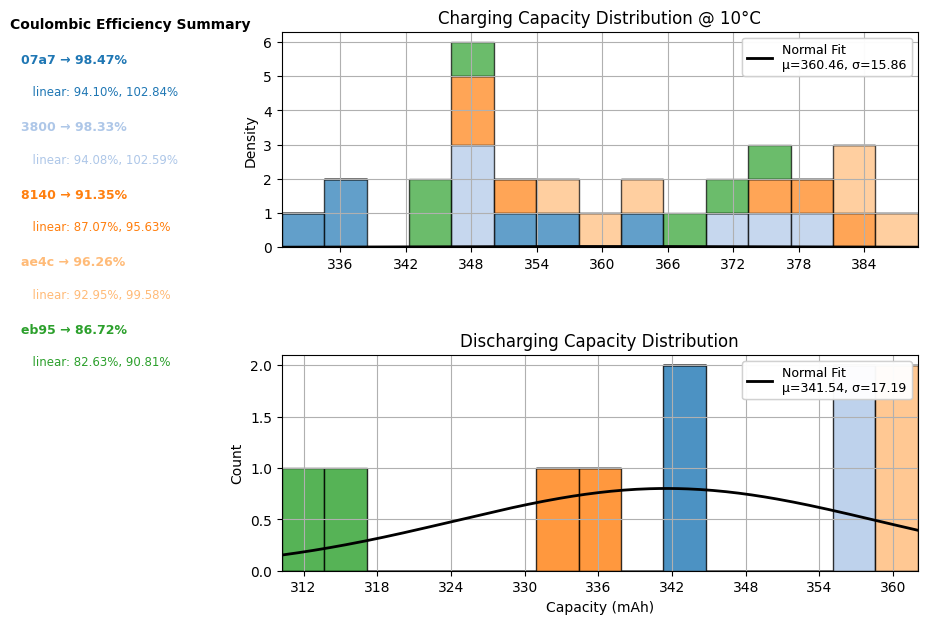 Coulombic Efficiency Summary
07a7 → 98.47%
linear: 94.10%, 102.84%
3800 → 98.33%
linear: 94.08%, 102.59%
8140 → 91.35%
linear: 87.07%, 95.63%
ae4c → 96.26%
linear: 92.95%, 99.58%
eb95 → 86.72%
linear: 82.63%, 90.81%
Charging Capacity Distribution @ 10°C
Normal Fit
μ=360.46, σ=15.86
Density
6
5
4
3
2
1
0
336 342 348 354 360 366 372 378 384
Discharging Capacity Distribution
Normal Fit
μ=341.54, σ=17.19
Count
2.0
1.5
1.0
0.5
0.0
312 318 324 330 336 342 348 354 360
Capacity (mAh)